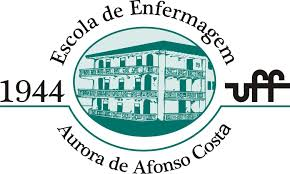 Escola de Enfermagem
1944
uff
Aurora de Afonso Costa